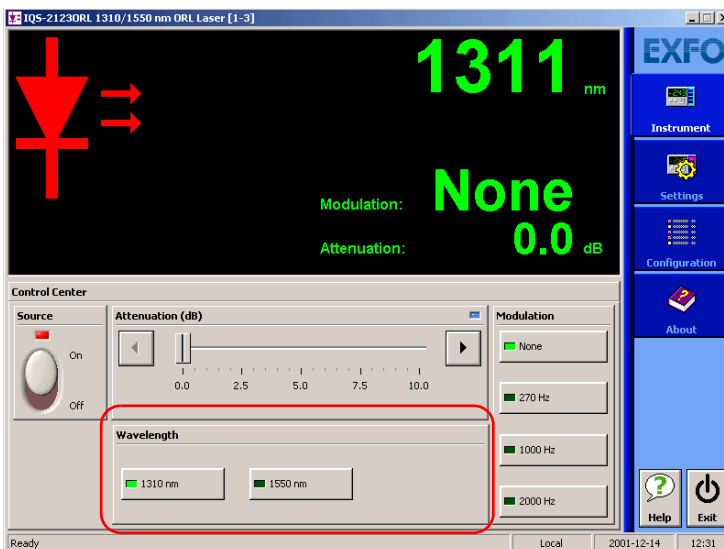 IQS-2123ORL 1310/1550 nm ORL Laser [1-3]
EXFO
1311 nm
Modulation: None
Attenuation: 0.0 dB
Instrument
Settings
Configuration
About
Control Center
Source
On
Off
Attenuation (dB)
0.0 2.5 5.0 7.5 10.0
Modulation
None
270 Hz
1000 Hz
2000 Hz
Wavelength
1310 nm 1550 nm
Help Exit
Ready Local 2001-12-14 12:31